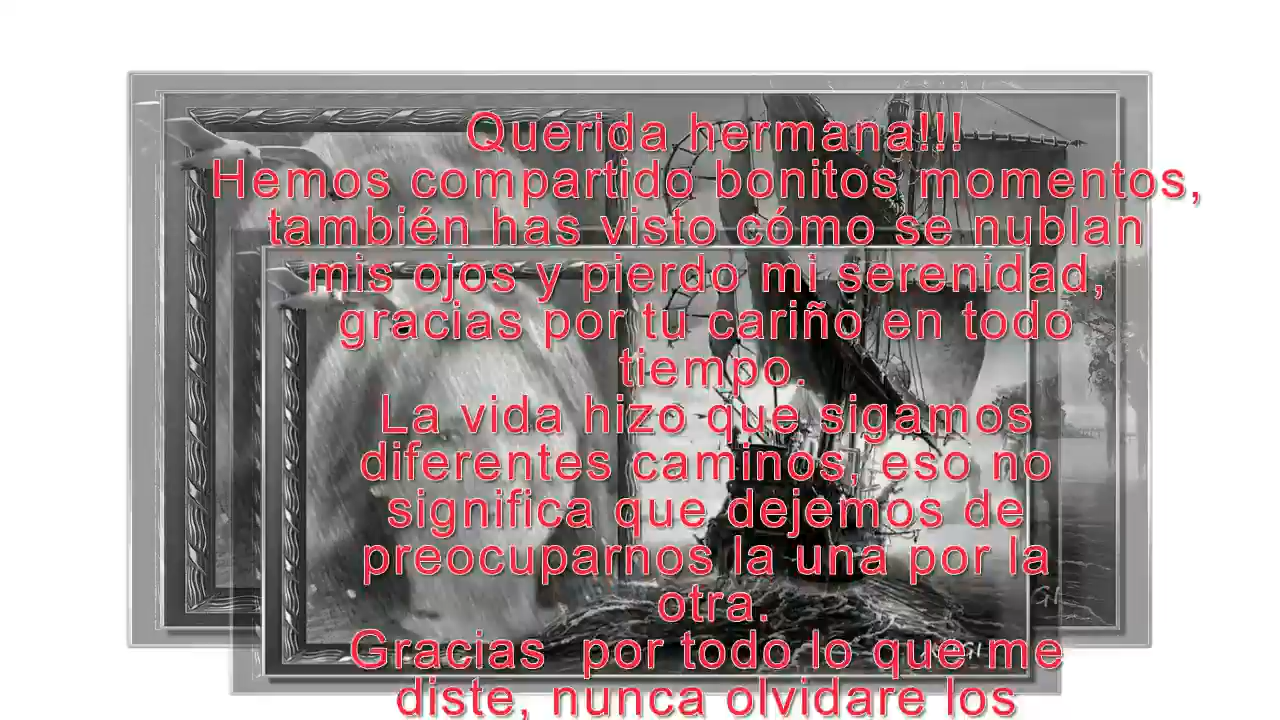 Querida hermana!!!
Hemos compartido bonitos momentos,
también has visto cómo se nublan
mis ojos y pierdo mi serenidad,
gracias por tu cariño en todo
tiempo.
La vida hizo que sigamos
diferentes caminos, eso no
significa que dejemos de
preocuparnos la una por la
otra.
Gracias  por todo lo que me
diste, nunca olvidare los